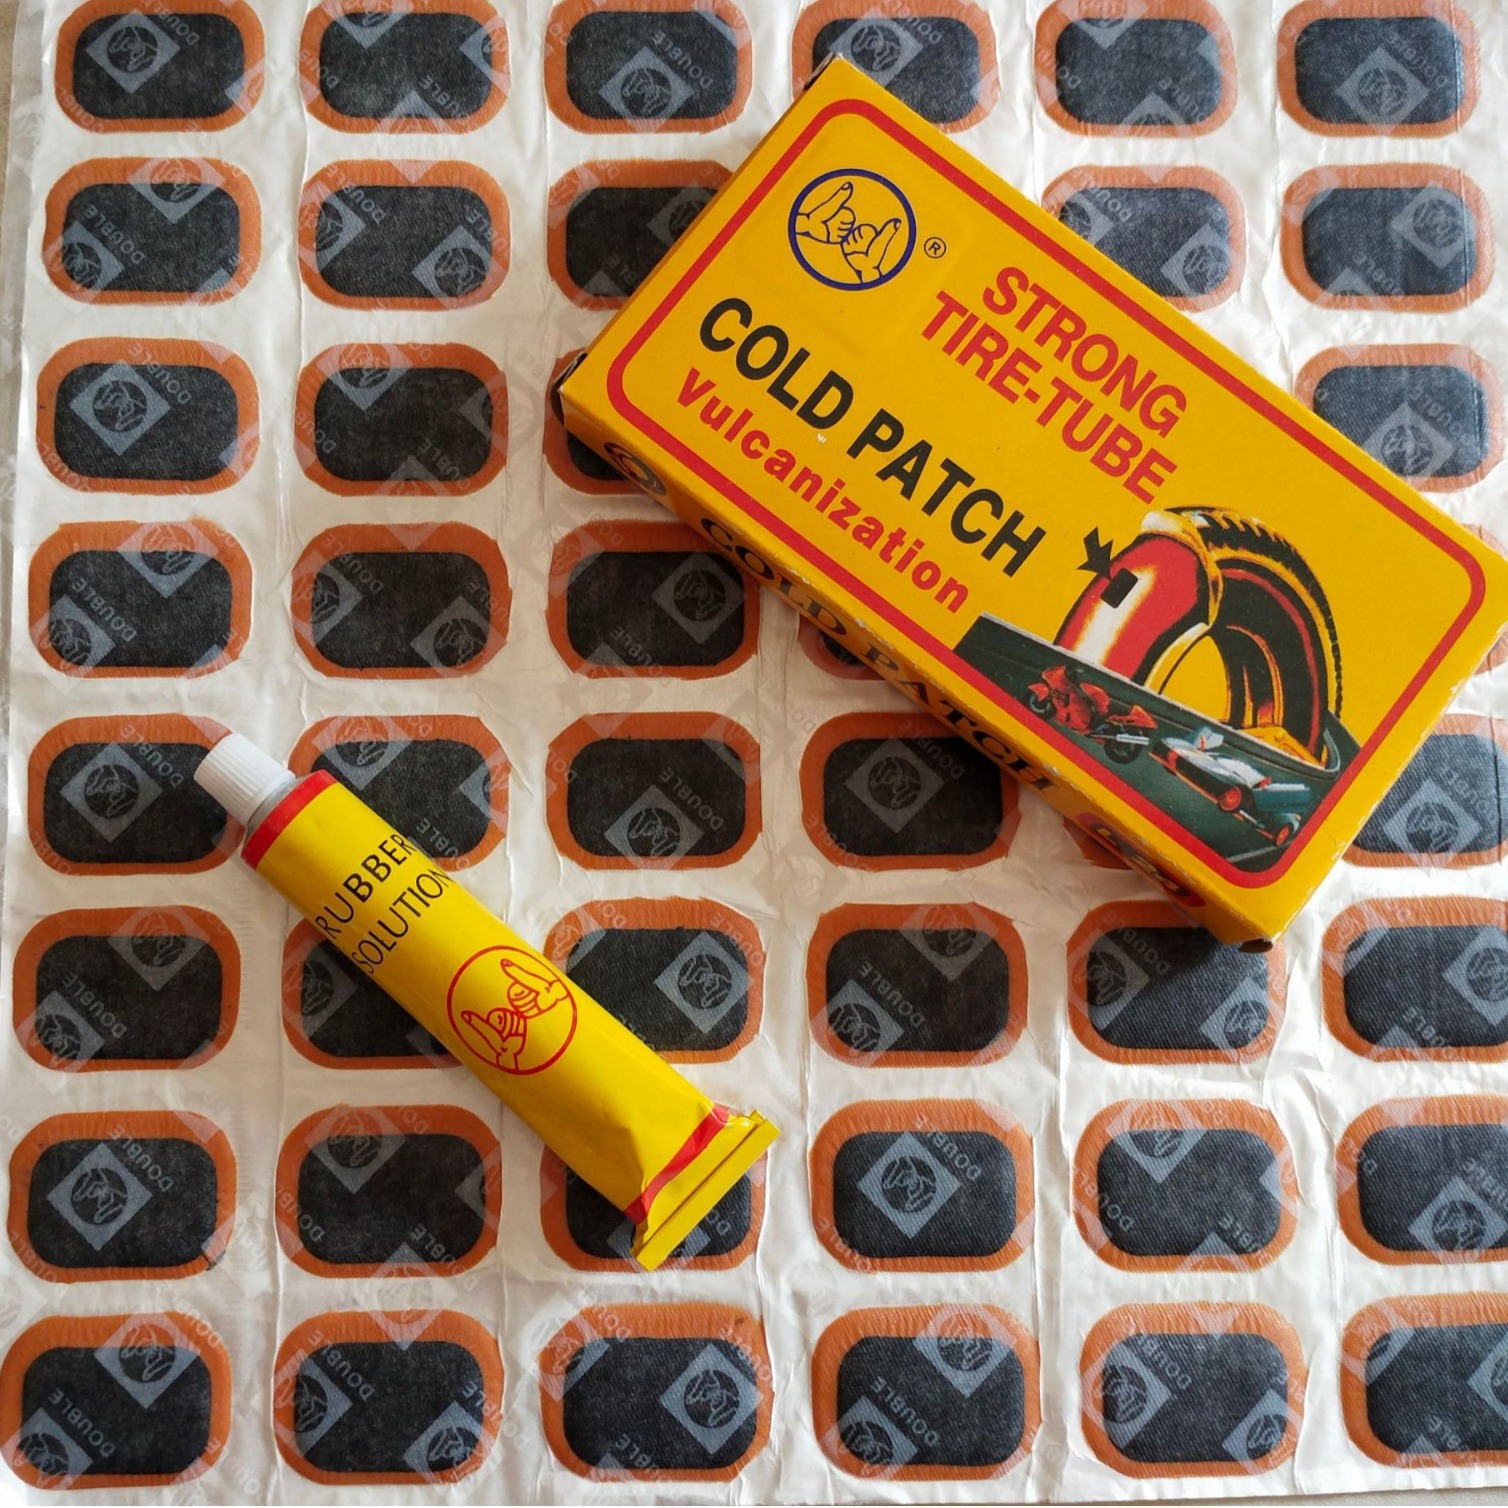 ®
STRONG
TIRE-TUBE
COLD PATCH
Vulcanization
COLD PATCH
RUBBER
SOLUTION
DOUBLE